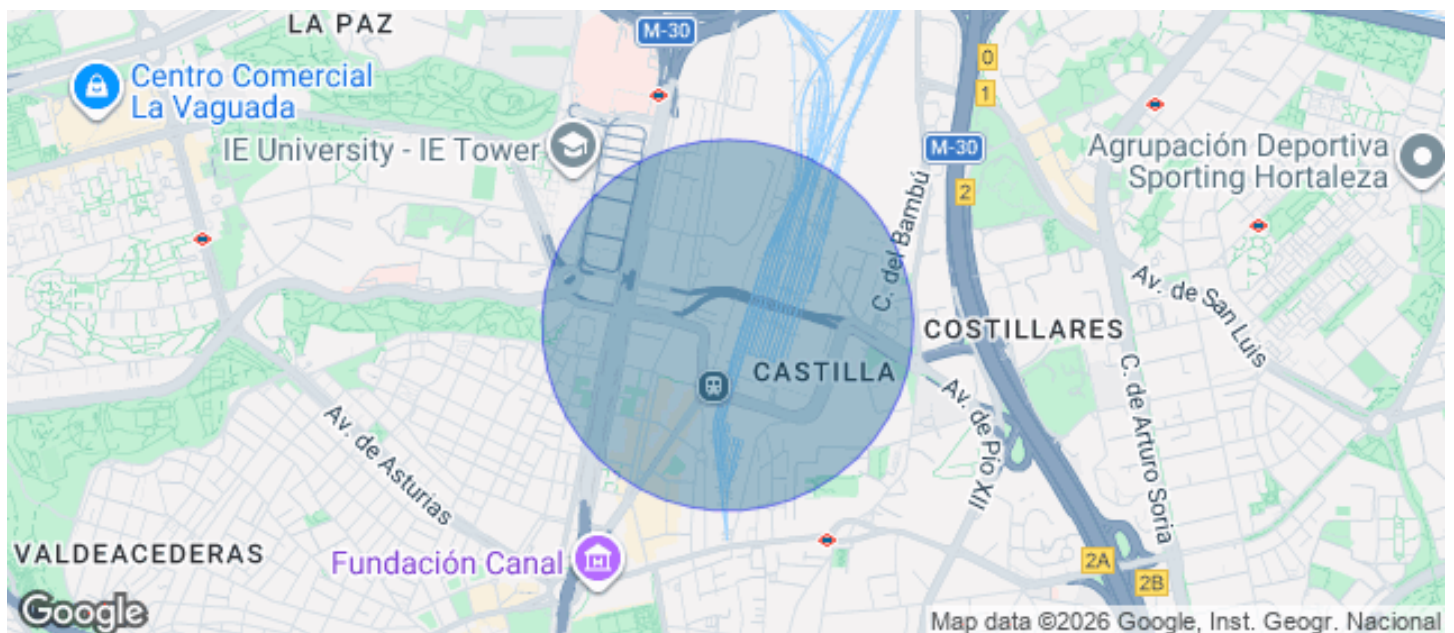 LA PAZ
M-30
Centro Comercial
La Vaguada
0
1
IE University - IE Tower
M-30
Agrupación Deportiva
Sporting Hortaleza
2
C. del Bambú
Av. de San Luis
COSTILLARES
CASTILLA
Av. de Pío XII
C. de Arturo Soria
Av. de Asturias
VALDEACEDERAS
Fundación Canal
2A
2B
Google
Map data ©2026 Google, Inst. Geogr. Nacional